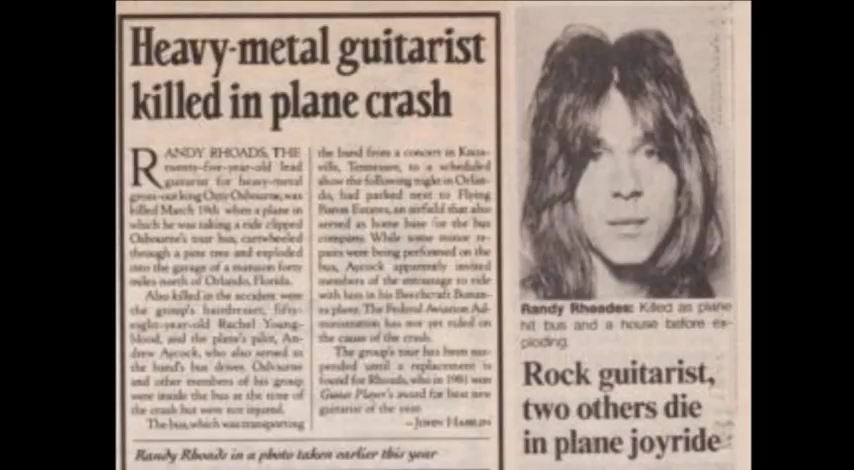 Heavy-metal guitarist
killed in plane crash
RANDY RHOADS, THE
twenty-five-year-old lead
guitarist for heavy-metal
gross-out king Ozzy Osbourne, was
killed March 19th when a plane in
which he was taking a ride clipped
Osbourne's tour bus, cartwheeled
through a pine tree and exploded
into the garage of a mansion forty
miles north of Orlando, Florida.
Also killed in the accident were
the group's hairdresser, fifty-
eight-year-old Rachel Young-
blood, and the plane's pilot, An-
drew Aycock, who also served as
the band's bus driver. Osbourne
and other members of his group
were inside the bus at the time of
the crash but were not injured.
The bus, which was transporting
the band from a concert in Knox-
ville, Tennessee, to a scheduled
show the following night in Orlan-
do, had parked next to Flying
Baron Estates, an airfield that also
served as home base for the bus
company. While some minor re-
pairs were being performed on the
bus, Aycock apparently invited
members of the entourage to ride
with him in his Beechcraft Bonan-
za plane. The Federal Aviation Ad-
ministration has not yet ruled on
the cause of the crash.
The group's tour has been sus-
pended until a replacement is
found for Rhoads, who in 1981 won
Guitar Player's award for best new
guitarist of the year.
– JOHN HAMLIN
Randy Rhoads in a photo taken earlier this year
Randy Rhoades: Killed as plane
hit bus and a house before ex-
ploding.
Rock guitarist,
two others die
in plane joyride